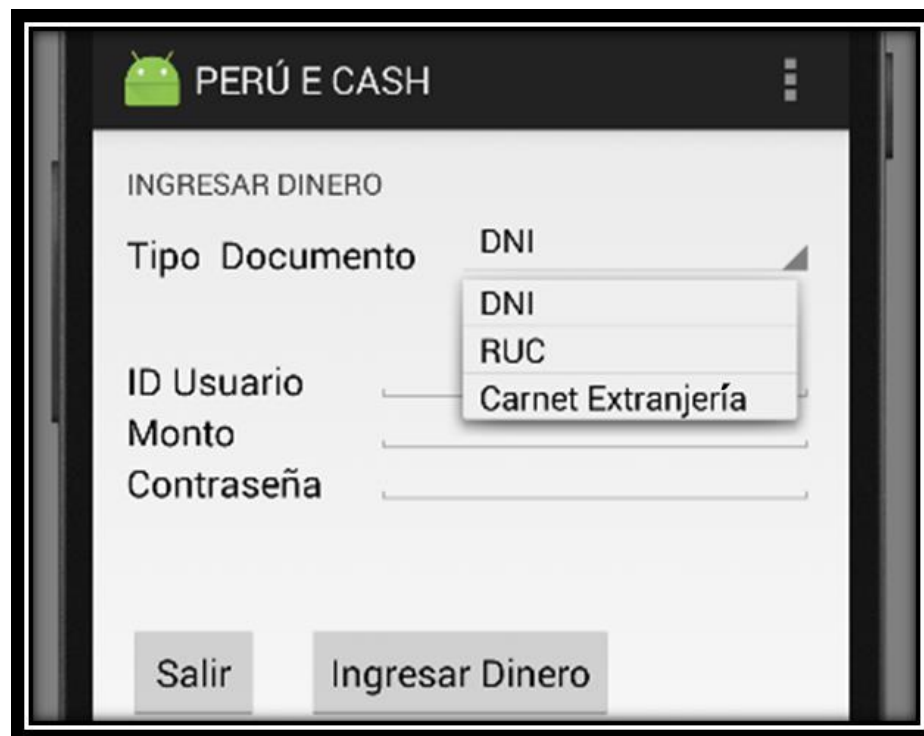 PERÚ E CASH
INGRESAR DINERO
Tipo Documento DNI
DNI
RUC
Carnet Extranjería
ID Usuario
Monto
Contraseña
Salir Ingresar Dinero